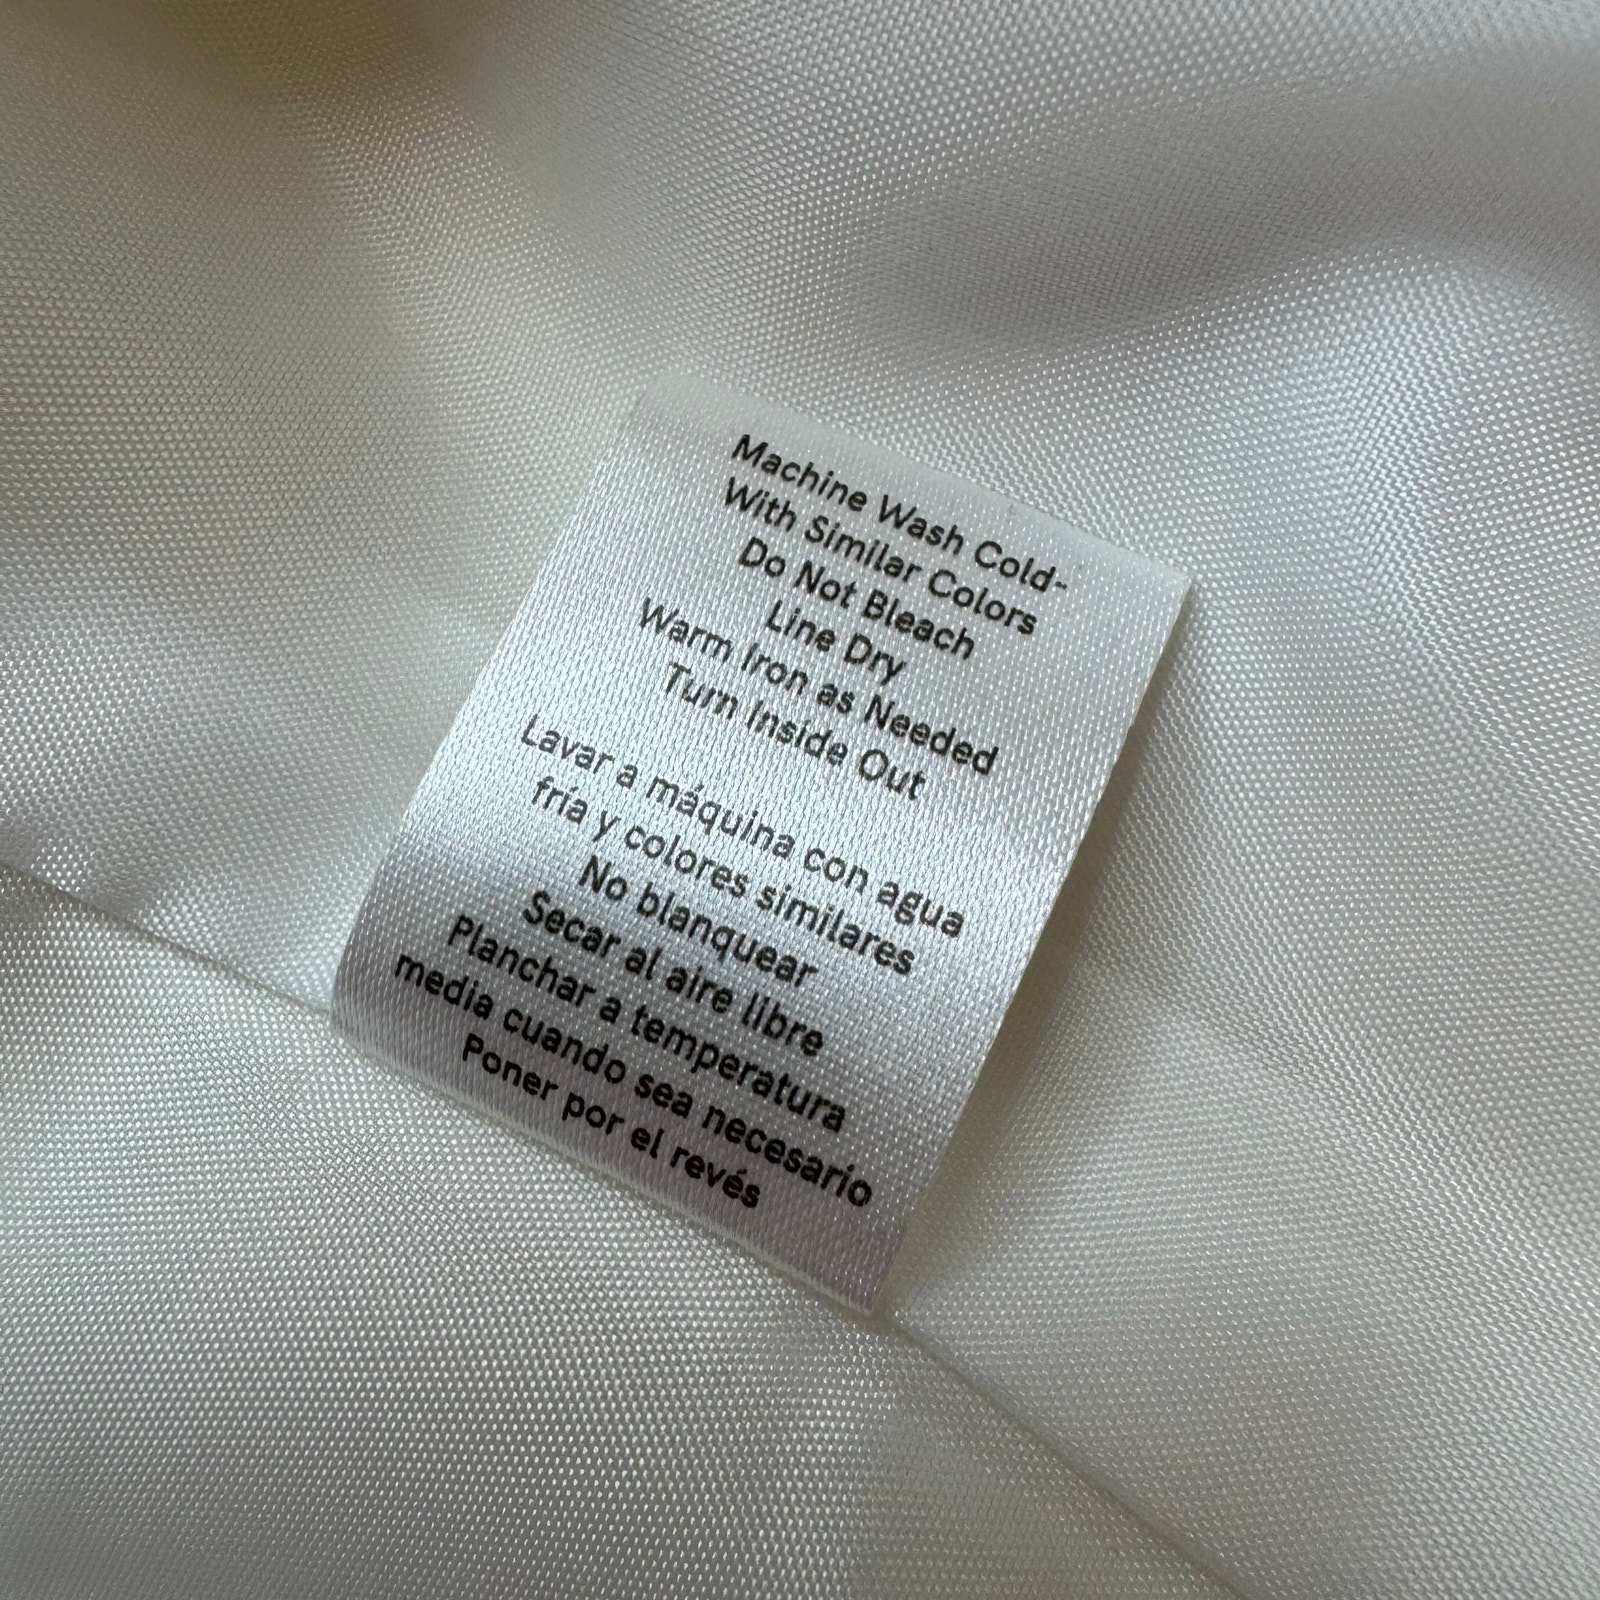 Machine Wash Cold-
With Similar Colors
Do Not Bleach
Line Dry
Warm Iron as Needed
Turn Inside Out
Lavar a máquina con agua
fría y colores similares
No blanquear
Secar al aire libre
Planchar a temperatura
media cuando sea necesario
Poner por el revés